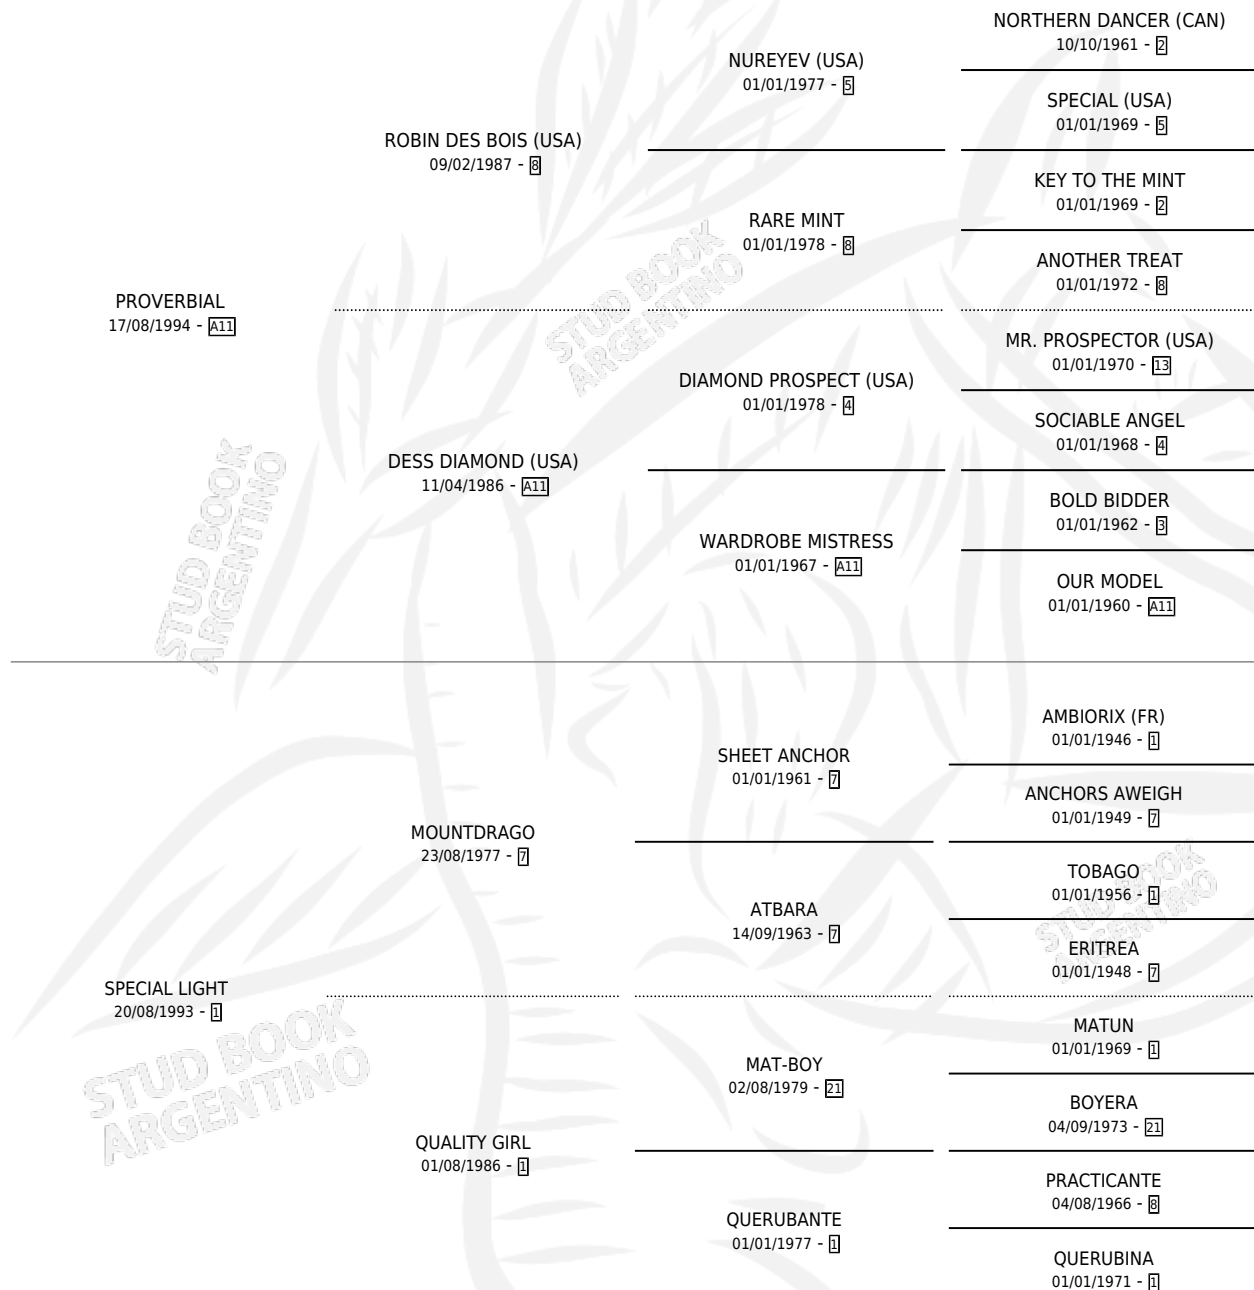 NORTHERN DANCER (CAN)
10/10/1961 - 2
NUREYEV (USA)
01/01/1977 - 5
SPECIAL (USA)
01/01/1969 - 5
ROBIN DES BOIS (USA)
09/02/1987 - 8
KEY TO THE MINT
01/01/1969 - 2
RARE MINT
01/01/1978 - 8
ANOTHER TREAT
01/01/1972 - 8
PROVERBIAL
17/08/1994 - A11
STUD BOOK
ARGENTINO
MR. PROSPECTOR (USA)
01/01/1970 - 13
DIAMOND PROSPECT (USA)
01/01/1978 - 4
SOCIABLE ANGEL
01/01/1968 - 4
DESS DIAMOND (USA)
11/04/1986 - A11
BOLD BIDDER
01/01/1962 - 3
WARDROBE MISTRESS
01/01/1967 - A11
OUR MODEL
01/01/1960 - A11
STUD BOOK
ARGENTINO
AMBIORIX (FR)
01/01/1946 - 1
SHEET ANCHOR
01/01/1961 - 7
ANCHORS AWEIGH
01/01/1949 - 7
MOUNTDRAGO
23/08/1977 - 7
TOBAGO
01/01/1956 - 1
ATBARA
14/09/1963 - 7
STUD BOOK
ARGENTINO
ERITREA
01/01/1948 - 7
SPECIAL LIGHT
20/08/1993 - 1
STUD BOOK
ARGENTINO
MATUN
01/01/1969 - 1
MAT-BOY
02/08/1979 - 21
BOYERA
04/09/1973 - 21
QUALITY GIRL
01/08/1986 - 1
PRACTICANTE
04/08/1966 - 8
QUERUBANTE
01/01/1977 - 1
QUERUBINA
01/01/1971 - 1